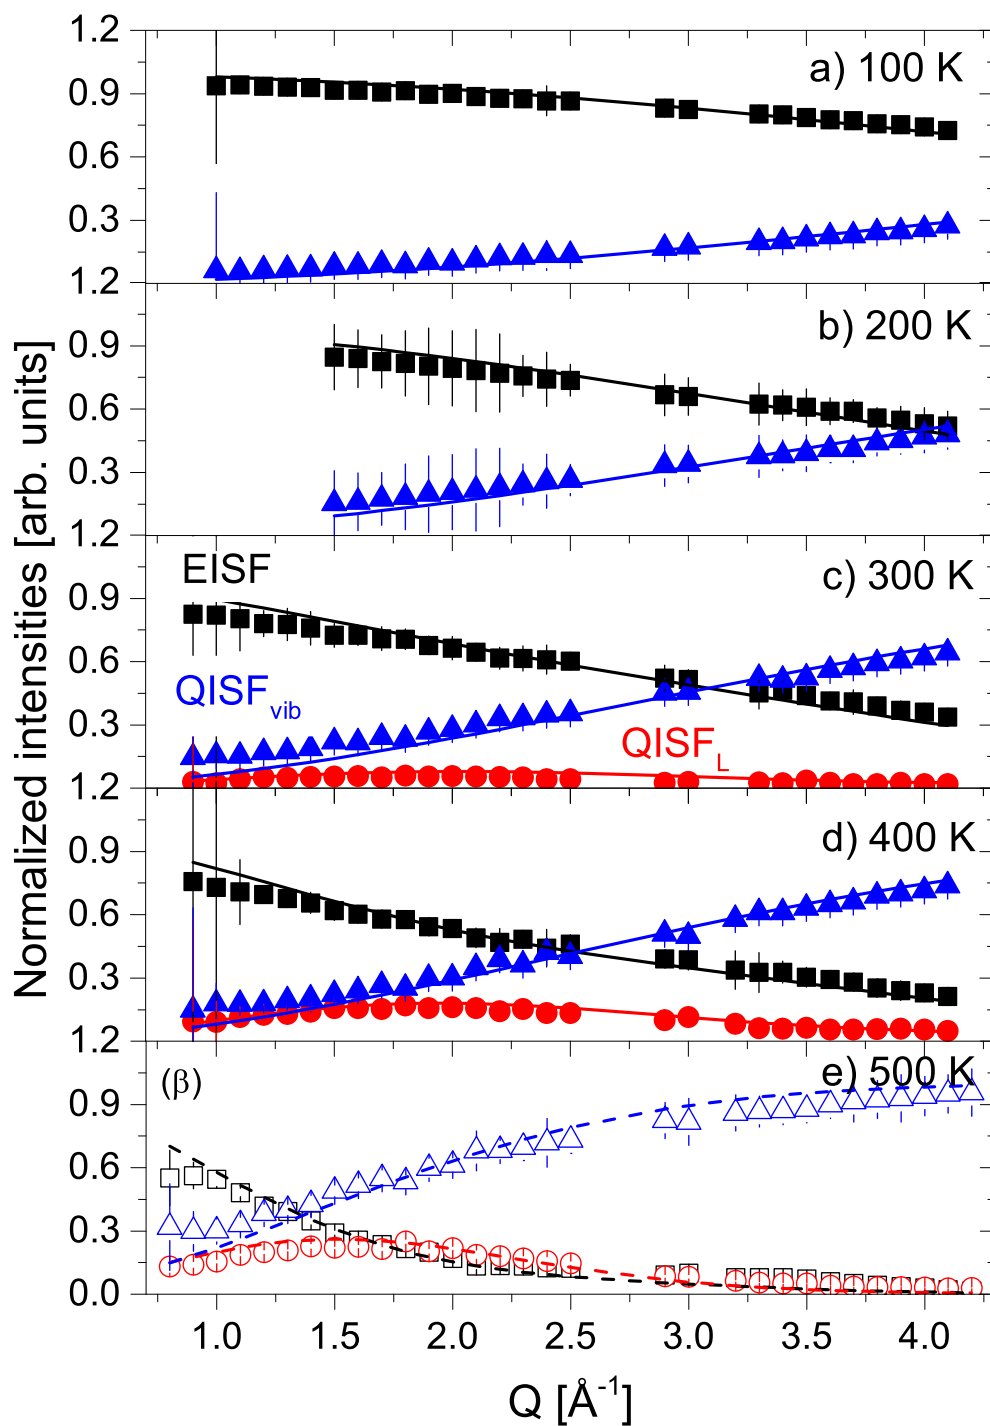 Normalized intensities [arb. units]
1.2
0.9
0.6
0.3
a) 100 K
1.2
0.9
0.6
0.3
b) 200 K
1.2
0.9
0.6
0.3
c) 300 K
EISF
QISFvib
QISFL
1.2
0.9
0.6
0.3
d) 400 K
1.2
0.9
0.6
0.3
0.0
(β)
e) 500 K
1.0 1.5 2.0 2.5 3.0 3.5 4.0
Q [Å-1]